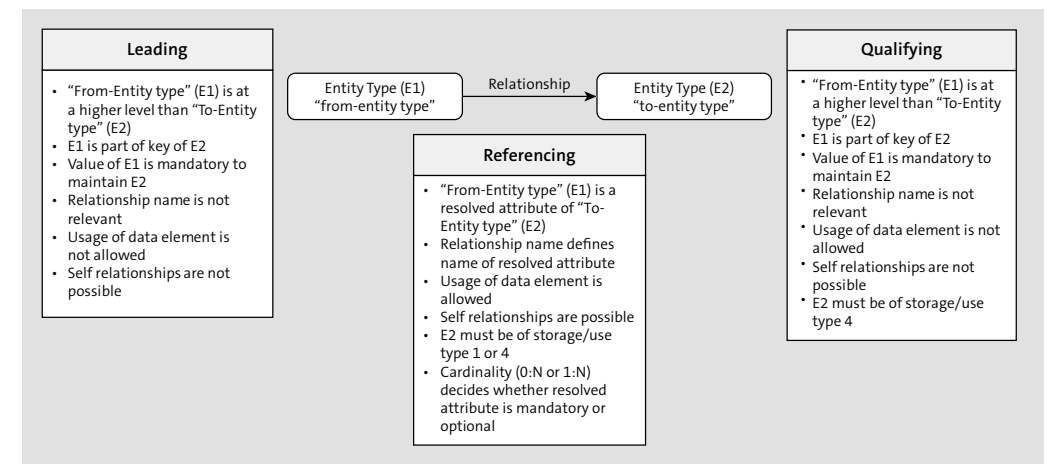 Leading
• “From-Entity type” (E1) is at
a higher level than “To-Entity
type” (E2)
• E1 is part of key of E2
• Value of E1 is mandatory to
maintain E2
• Relationship name is not
relevant
• Usage of data element is
not allowed
• Self relationships are not
possible
Entity Type (E1)
“from-entity type”
Relationship
Entity Type (E2)
“to-entity type”
Referencing
• “From-Entity type” (E1) is a
resolved attribute of “To-
Entity type” (E2)
• Relationship name defines
name of resolved attribute
• Usage of data element is
allowed
• Self relationships are possible
• E2 must be of storage/use
type 1 or 4
• Cardinality (0:N or 1:N)
decides whether resolved
attribute is mandatory or
optional
Qualifying
• “From-Entity type” (E1) is at
a higher level than “To-Entity
type” (E2)
• E1 is part of key of E2
• Value of E1 is mandatory to
maintain E2
• Relationship name is not
relevant
• Usage of data element is not
allowed
• Self relationships are not
possible
• E2 must be of storage/use
type 4